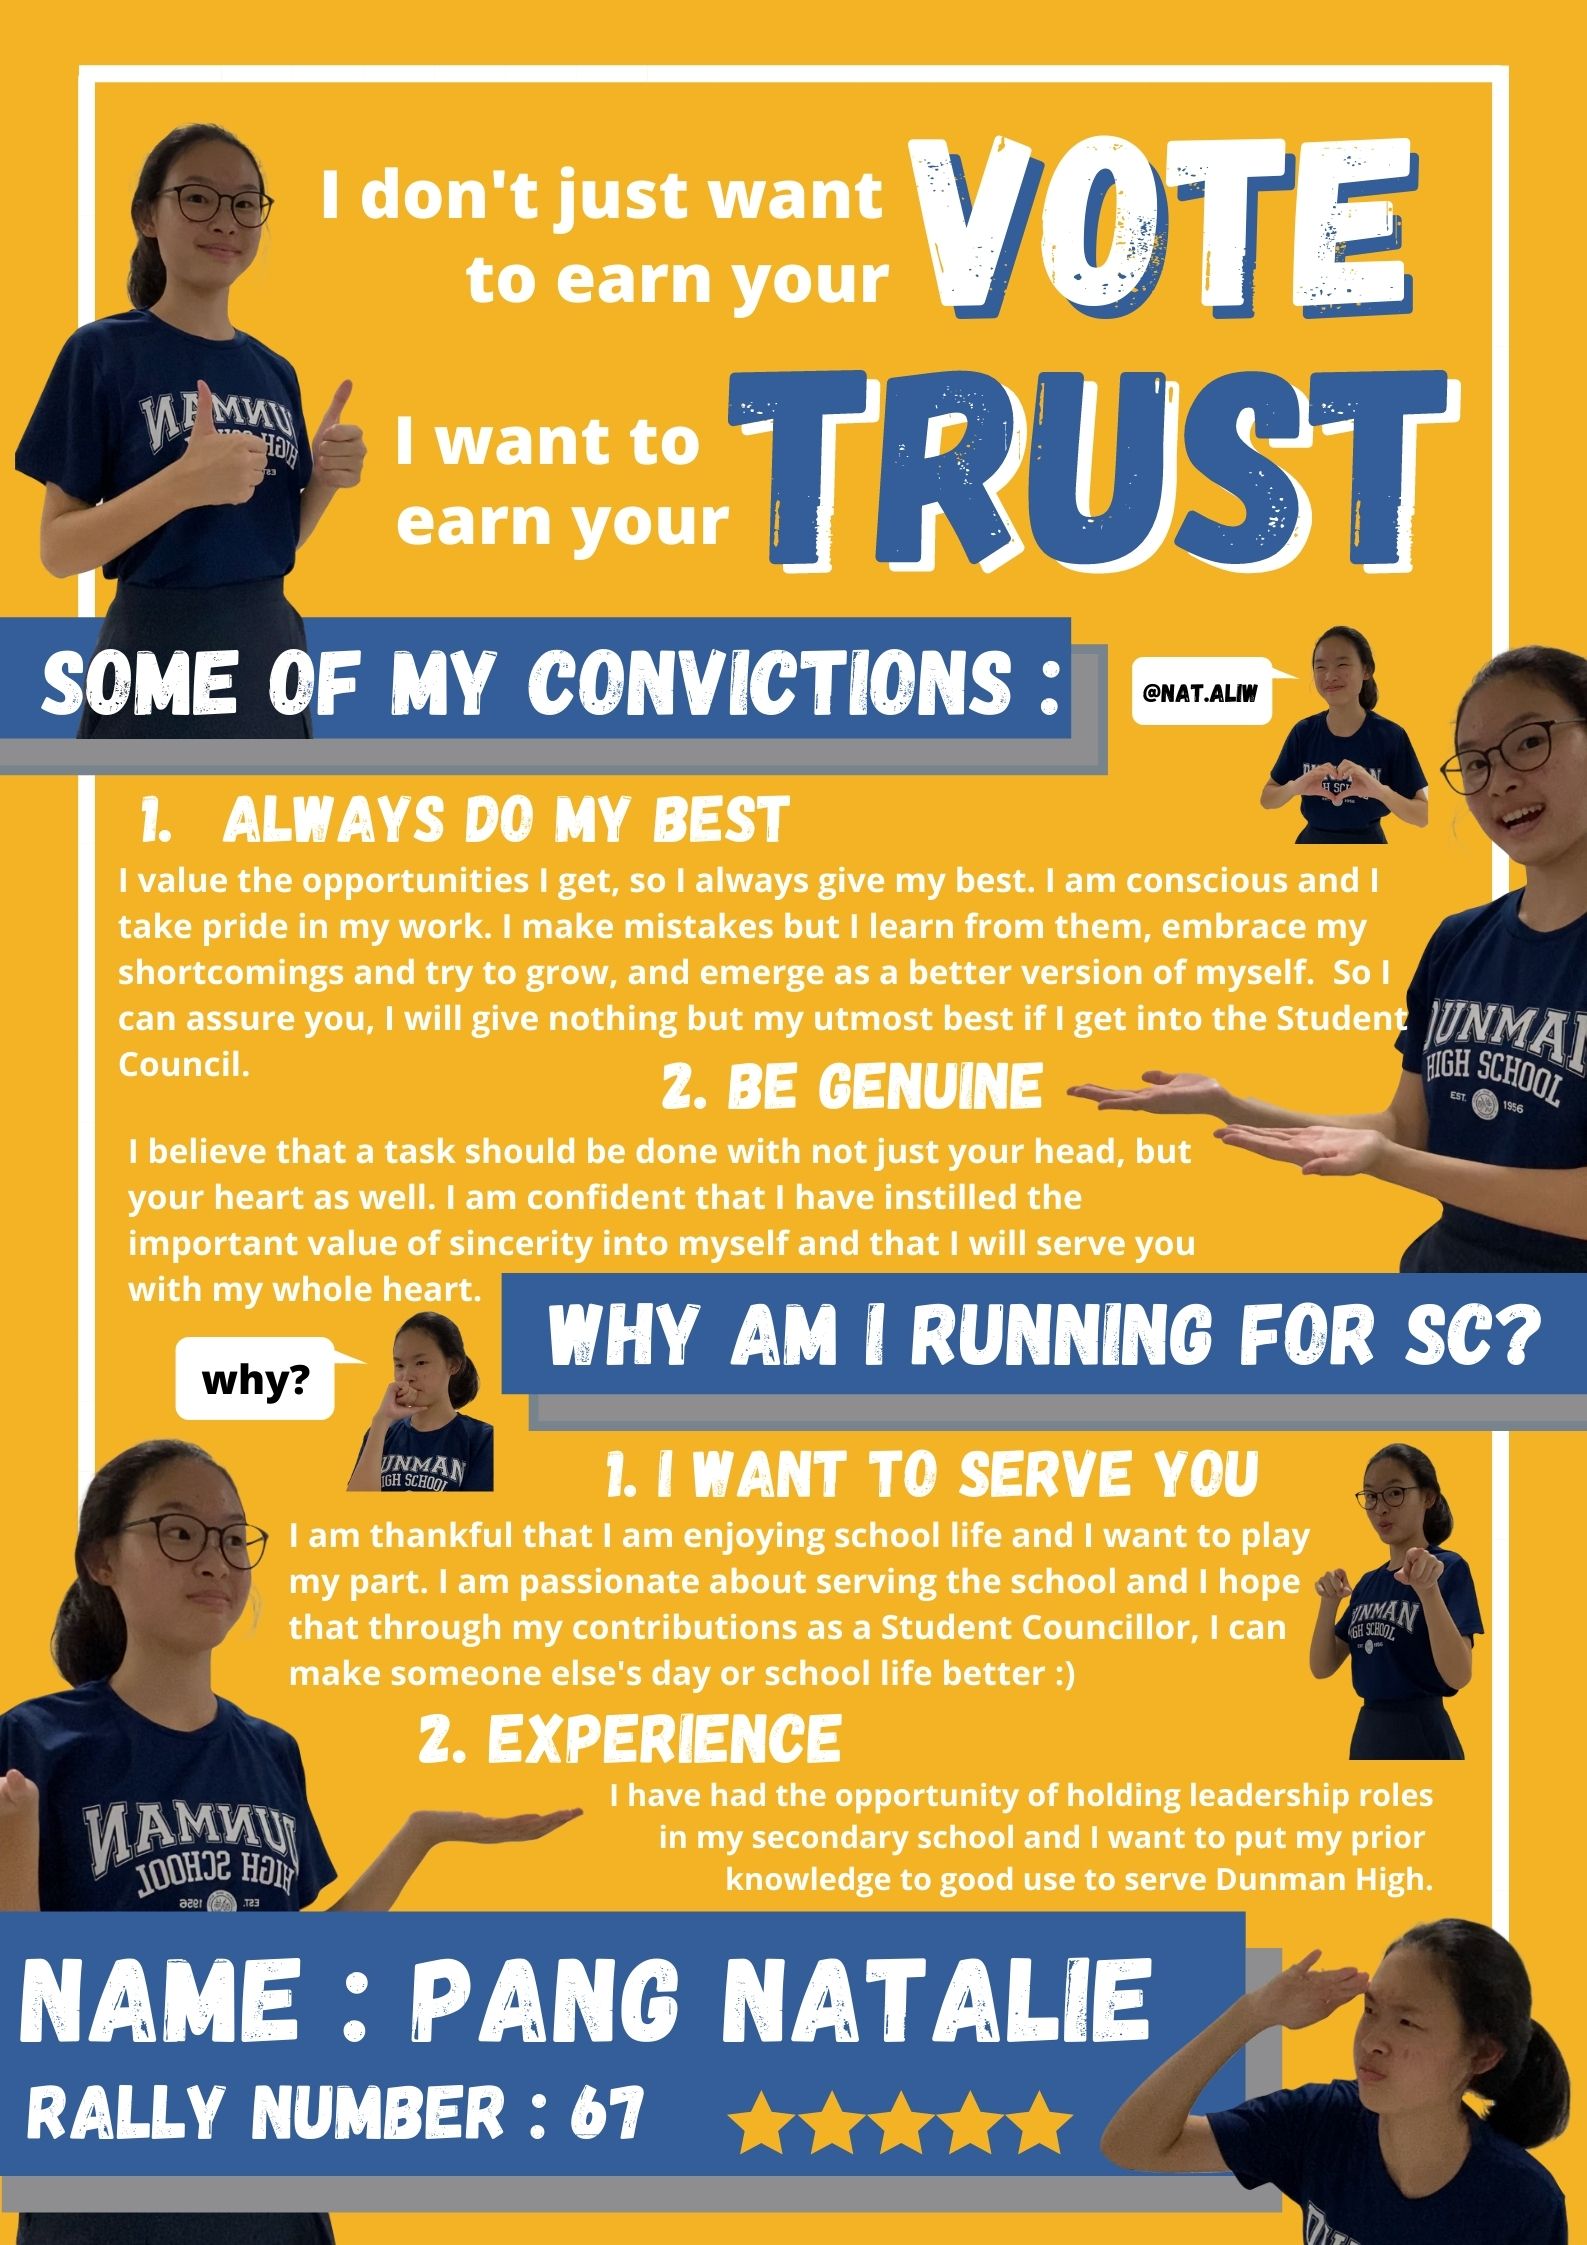 I don't just want
to earn your
VOTE
I want to
earn your
TRUST
SOME OF MY CONVICTIONS :
@NAT.ALIW
1. ALWAYS DO MY BEST
I value the opportunities I get, so I always give my best. I am conscious and I
take pride in my work. I make mistakes but I learn from them, embrace my
shortcomings and try to grow, and emerge as a better version of myself.  So I
can assure you, I will give nothing but my utmost best if I get into the Student
Council.
2. BE GENUINE
I believe that a task should be done with not just your head, but
your heart as well. I am confident that I have instilled the
important value of sincerity into myself and that I will serve you
with my whole heart.
DUNMAN
HIGH SCHOOL
EST. 1956
WHY AM I RUNNING FOR SC?
why?
1. I WANT TO SERVE YOU
I am thankful that I am enjoying school life and I want to play
my part. I am passionate about serving the school and I hope
that through my contributions as a Student Councillor, I can
make someone else's day or school life better :)
2. EXPERIENCE
I have had the opportunity of holding leadership roles
in my secondary school and I want to put my prior
knowledge to good use to serve Dunman High.
DUNMAN
HIGH SCHOOL
EST. 1956
NAME : PANG NATALIE
RALLY NUMBER : 67